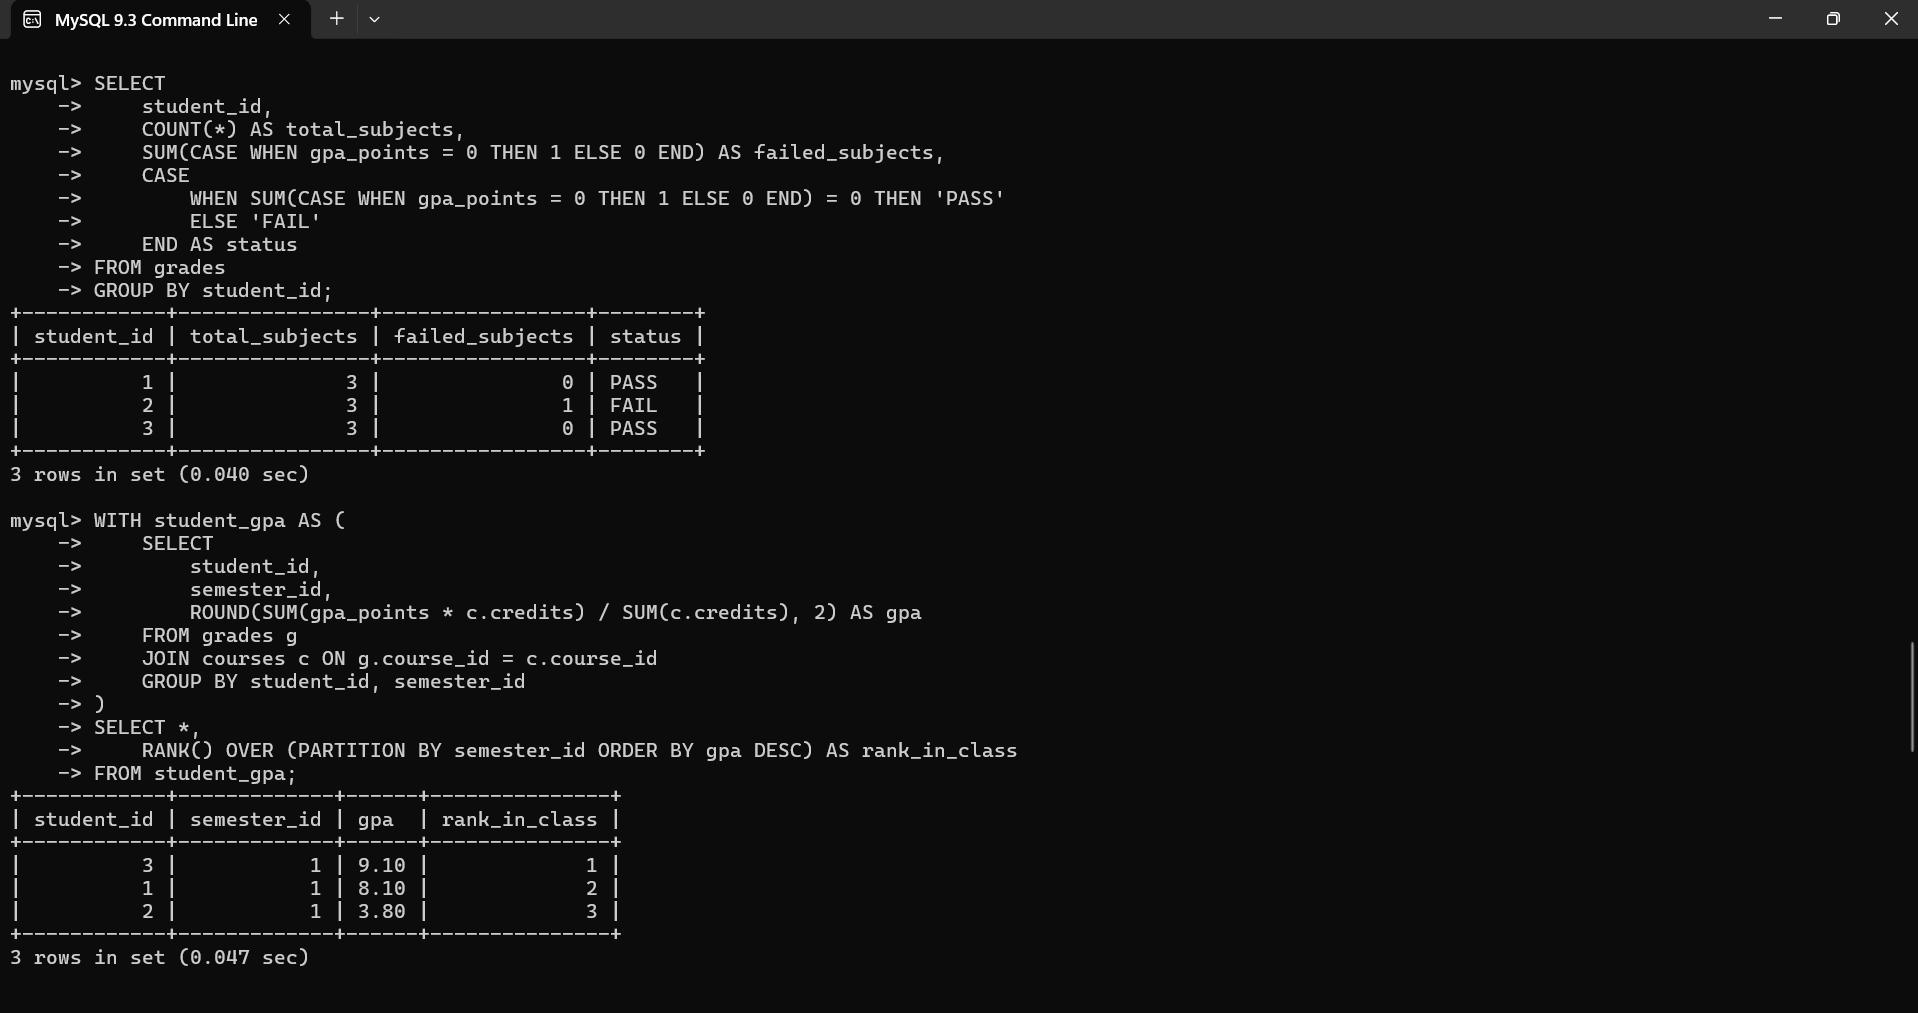 MySQL 9.3 Command Line
mysql> SELECT
    ->     student_id,
    ->     COUNT(*) AS total_subjects,
    ->     SUM(CASE WHEN gpa_points = 0 THEN 1 ELSE 0 END) AS failed_subjects,
    ->     CASE
    ->         WHEN SUM(CASE WHEN gpa_points = 0 THEN 1 ELSE 0 END) = 0 THEN 'PASS'
    ->         ELSE 'FAIL'
    ->     END AS status
    -> FROM grades
    -> GROUP BY student_id;
+------------+----------------+-----------------+--------+
| student_id | total_subjects | failed_subjects | status |
+------------+----------------+-----------------+--------+
|          1 |              3 |               0 | PASS   |
|          2 |              3 |               1 | FAIL   |
|          3 |              3 |               0 | PASS   |
+------------+----------------+-----------------+--------+
3 rows in set (0.040 sec)
mysql> WITH student_gpa AS (
    ->     SELECT
    ->         student_id,
    ->         semester_id,
    ->         ROUND(SUM(gpa_points * c.credits) / SUM(c.credits), 2) AS gpa
    ->     FROM grades g
    ->     JOIN courses c ON g.course_id = c.course_id
    ->     GROUP BY student_id, semester_id
    -> )
    -> SELECT *,
    ->     RANK() OVER (PARTITION BY semester_id ORDER BY gpa DESC) AS rank_in_class
    -> FROM student_gpa;
+------------+-------------+------+---------------+
| student_id | semester_id | gpa  | rank_in_class |
+------------+-------------+------+---------------+
|          3 |           1 | 9.10 |             1 |
|          1 |           1 | 8.10 |             2 |
|          2 |           1 | 3.80 |             3 |
+------------+-------------+------+---------------+
3 rows in set (0.047 sec)